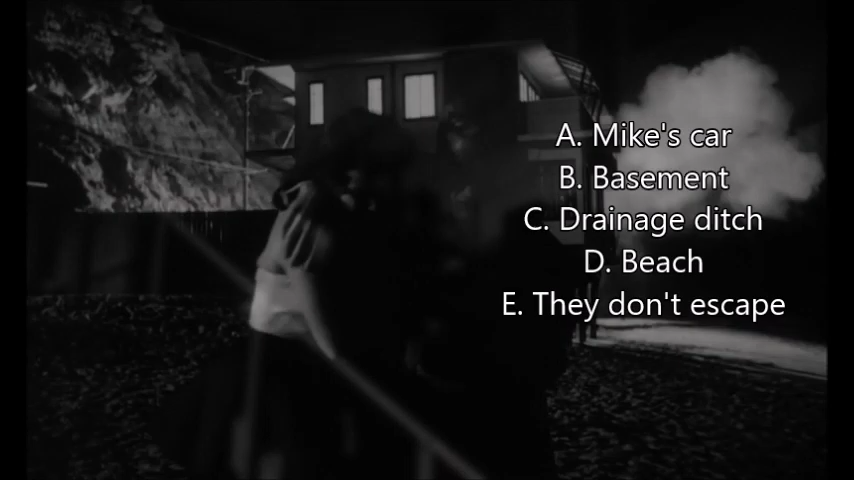 A. Mike's car
B. Basement
C. Drainage ditch
D. Beach
E. They don't escape